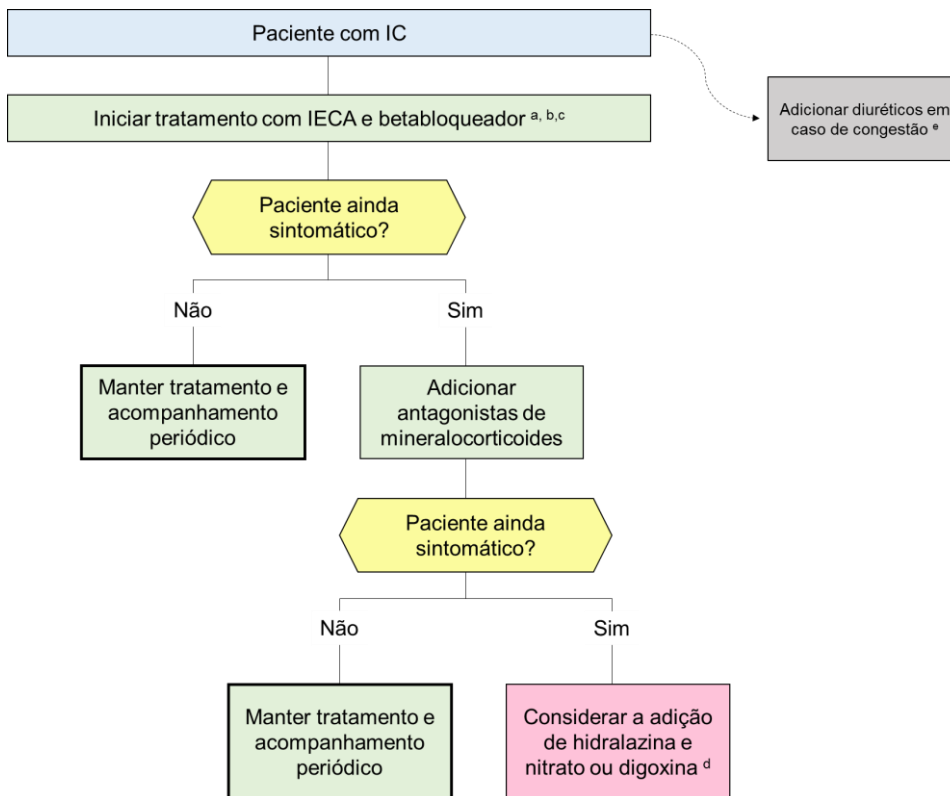 Paciente com IC
Iniciar tratamento com IECA e betabloqueador a, b,c
Adicionar diuréticos em
caso de congestão e
Paciente ainda
sintomático?
Não
Sim
Manter tratamento e
acompanhamento
periódico
Adicionar
antagonistas de
mineralocorticoides
Paciente ainda
sintomático?
Não
Sim
Manter tratamento e
acompanhamento
periódico
Considerar a adição
de hidralazina e
nitrato ou digoxina d